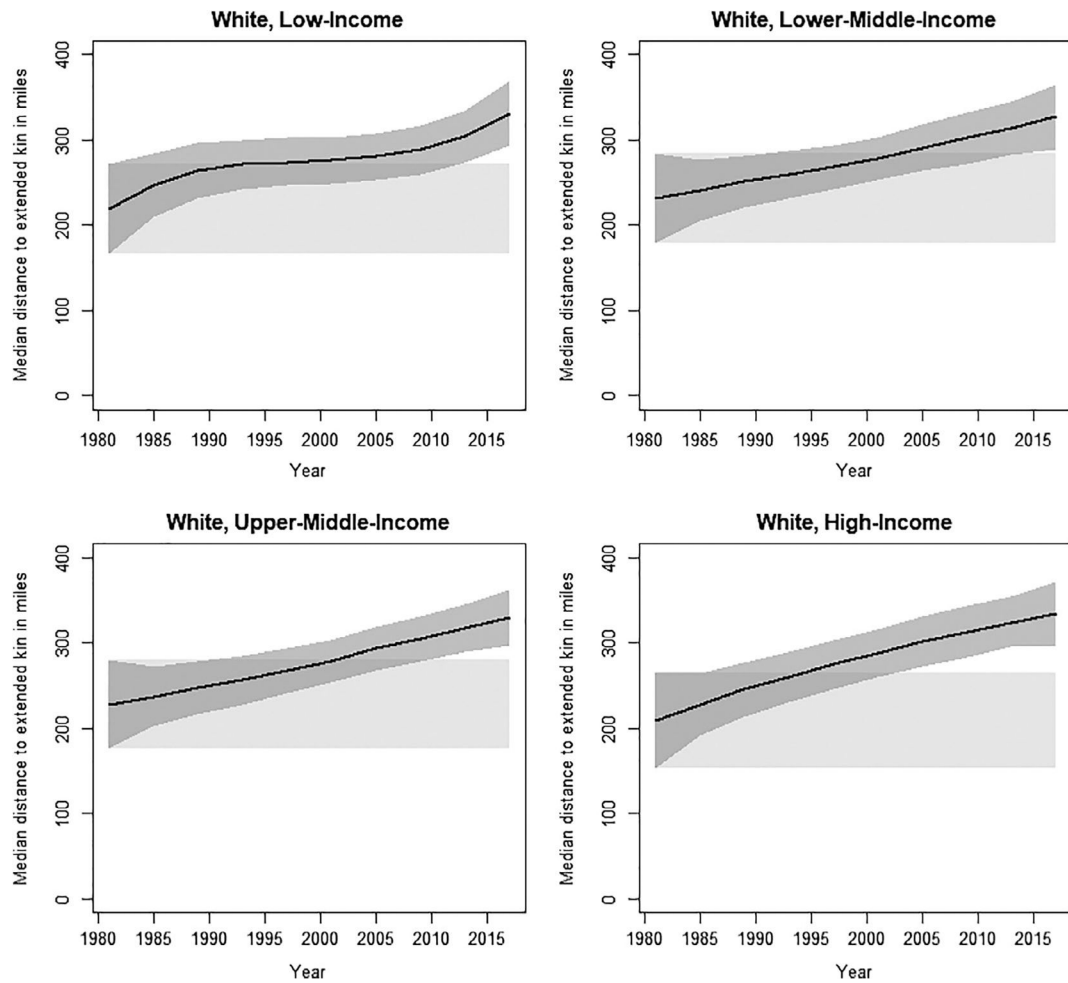 White, Low-Income
Median distance to extended kin in miles
400
300
200
100
0
1980 1985 1990 1995 2000 2005 2010 2015
Year
White, Lower-Middle-Income
Median distance to extended kin in miles
400
300
200
100
0
1980 1985 1990 1995 2000 2005 2010 2015
Year
White, Upper-Middle-Income
Median distance to extended kin in miles
400
300
200
100
0
1980 1985 1990 1995 2000 2005 2010 2015
Year
White, High-Income
Median distance to extended kin in miles
400
300
200
100
0
1980 1985 1990 1995 2000 2005 2010 2015
Year